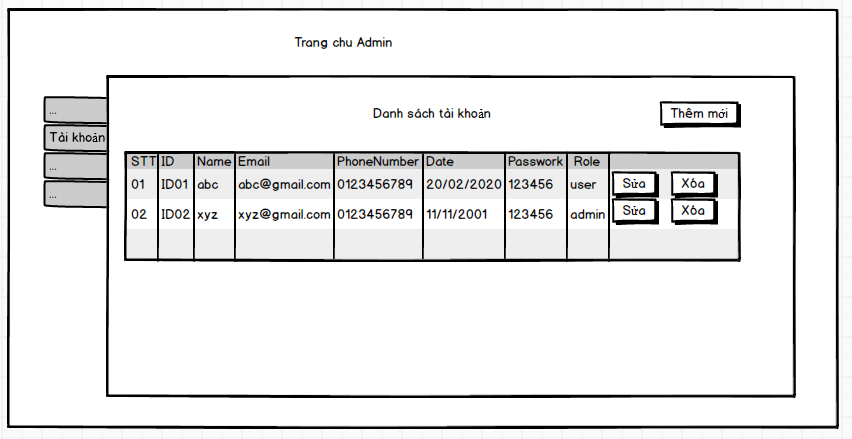 Trang chu Admin
...
Tài khoản
...
...
Danh sách tài khoản
Thêm mới
STT ID Name Email PhoneNumber Date Passwork Role
01 ID01 abc abc@gmail.com 0123456789 20/02/2020 123456 user Sửa Xóa
02 ID02 xyz xyz@gmail.com 0123456789 11/11/2001 123456 admin Sửa Xóa